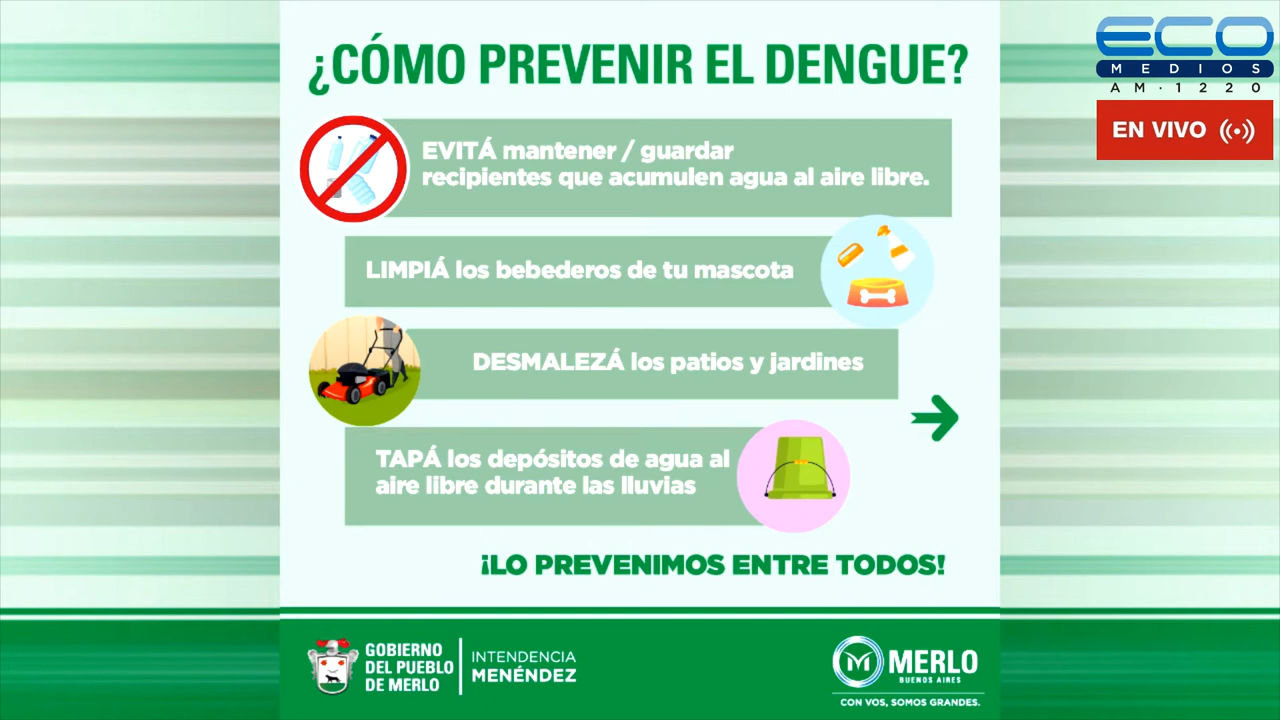 ¿CÓMO PREVENIR EL DENGUE?
ECO
MEDIOS
AM·1220
EN VIVO
EVITÁ mantener / guardar
recipientes que acumulen agua al aire libre.
LIMPIÁ los bebederos de tu mascota
DESMALEZÁ los patios y jardines
TAPÁ los depósitos de agua al
aire libre durante las lluvias
¡LO PREVENIMOS ENTRE TODOS!
GOBIERNO
DEL PUEBLO
DE MERLO
INTENDENCIA
MENÉNDEZ
MERLO
BUENOS AIRES
CON VOS, SOMOS GRANDES.